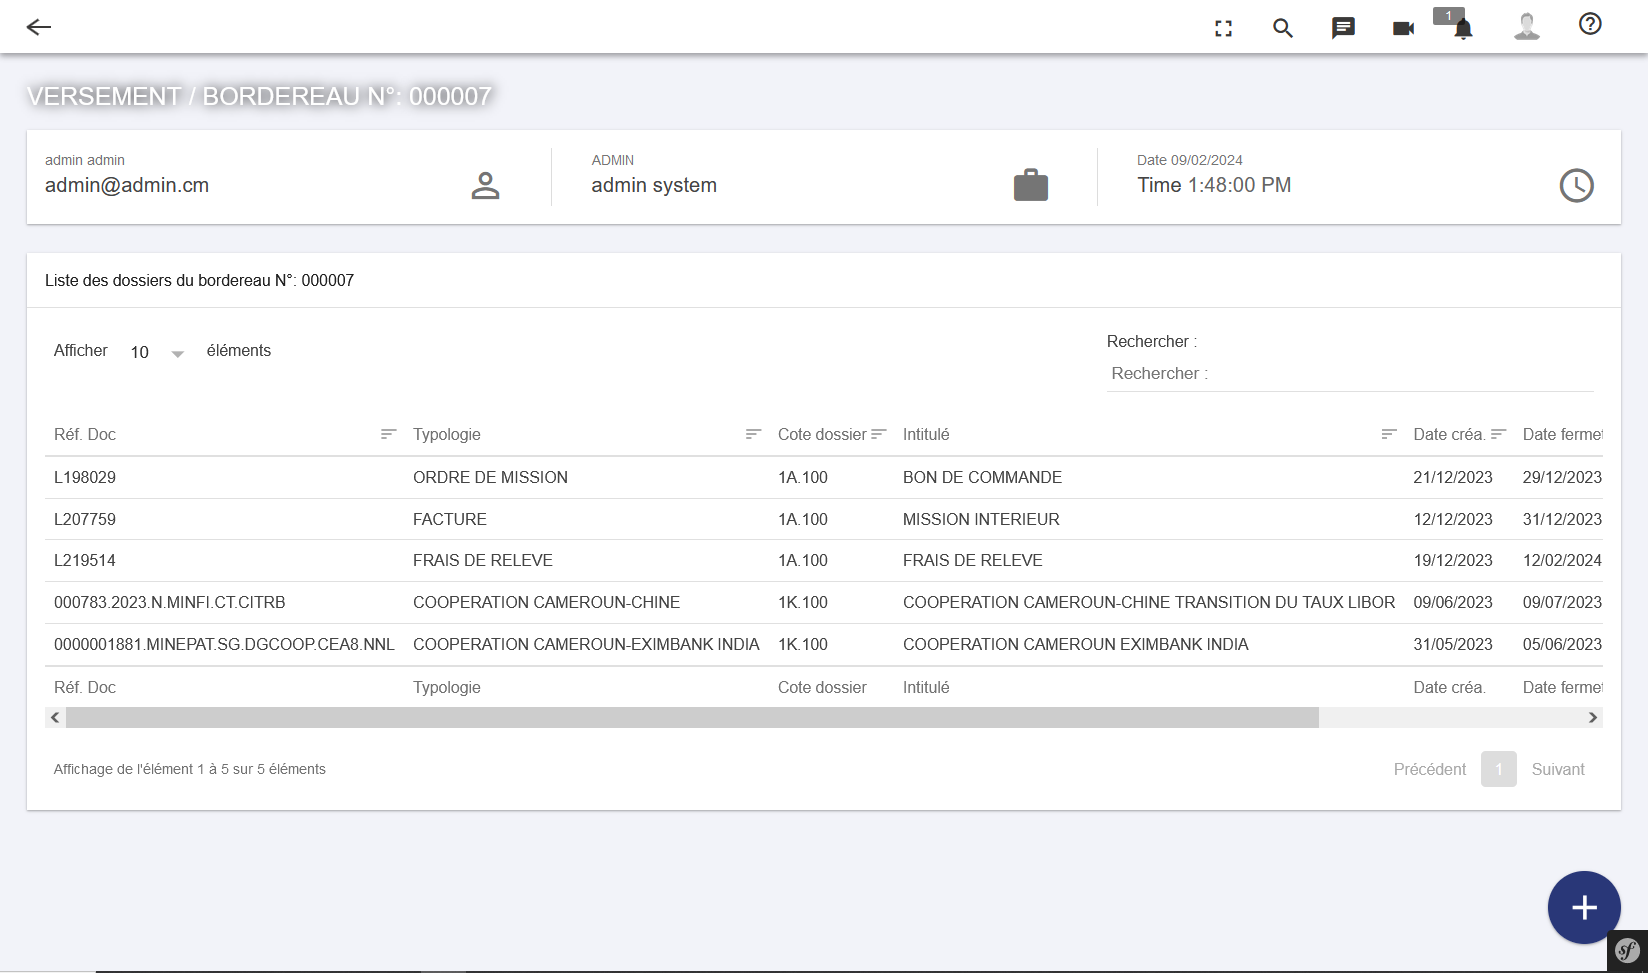 1
VERSEMENT / BORDEREAU N°: 000007
admin admin
admin@admin.cm
ADMIN
admin system
Date 09/02/2024
Time 1:48:00 PM
Liste des dossiers du bordereau N°: 000007
Afficher 10 éléments
Rechercher :
Rechercher :
Réf. Doc Typologie Cote dossier Intitulé Date créa. Date fermet
L198029 ORDRE DE MISSION 1A.100 BON DE COMMANDE 21/12/2023 29/12/2023
L207759 FACTURE 1A.100 MISSION INTERIEUR 12/12/2023 31/12/2023
L219514 FRAIS DE RELEVE 1A.100 FRAIS DE RELEVE 19/12/2023 12/02/2024
000783.2023.N.MINFI.CT.CITRB COOPERATION CAMEROUN-CHINE 1K.100 COOPERATION CAMEROUN-CHINE TRANSITION DU TAUX LIBOR 09/06/2023 09/07/2023
0000001881.MINEPAT.SG.DGCOOP.CEA8.NNL COOPERATION CAMEROUN-EXIMBANK INDIA 1K.100 COOPERATION CAMEROUN EXIMBANK INDIA 31/05/2023 05/06/2023
Réf. Doc Typologie Cote dossier Intitulé Date créa. Date fermet
Affichage de l'élément 1 à 5 sur 5 éléments
Précédent 1 Suivant
sf